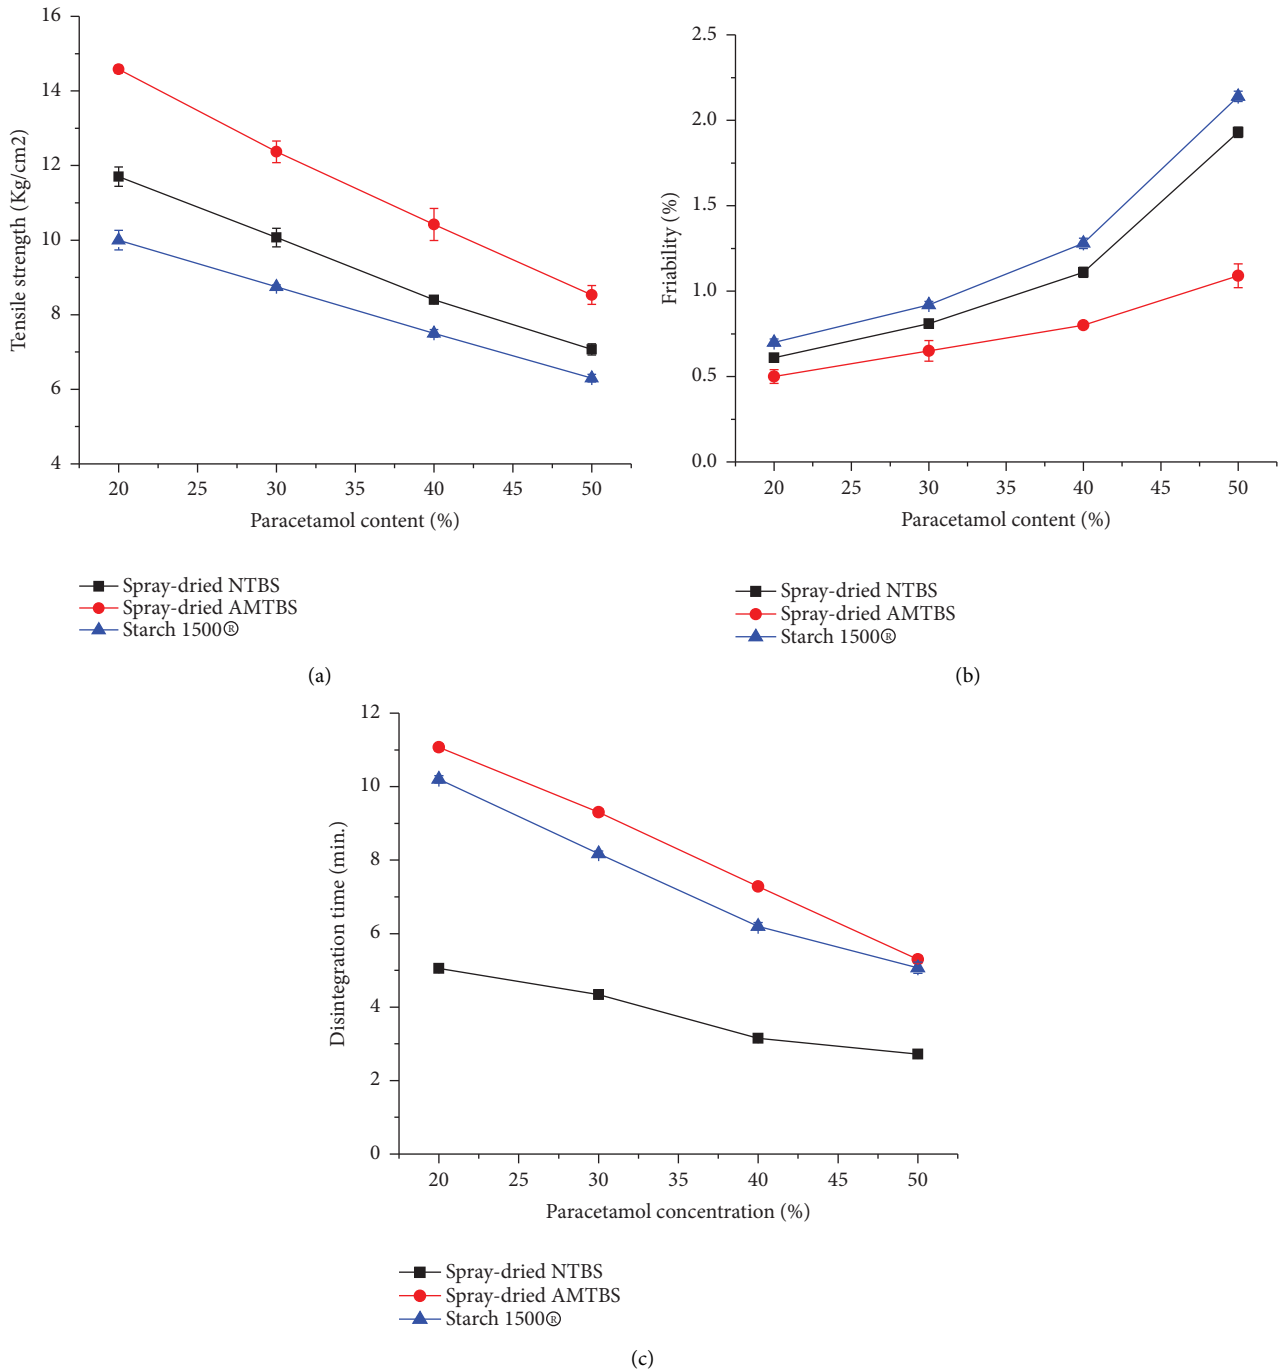 16
14
12
10
8
6
4
Tensile strength (Kg/cm2)
20 25 30 35 40 45 50
Paracetamol content (%)
Spray-dried NTBS
Spray-dried AMTBS
Starch 1500®
(a)
2.5
2.0
1.5
1.0
0.5
0.0
Friability (%)
20 25 30 35 40 45 50
Paracetamol content (%)
Spray-dried NTBS
Spray-dried AMTBS
Starch 1500®
(b)
12
10
8
6
4
2
0
Disintegration time (min.)
20 25 30 35 40 45 50
Paracetamol concentration (%)
Spray-dried NTBS
Spray-dried AMTBS
Starch 1500®
(c)